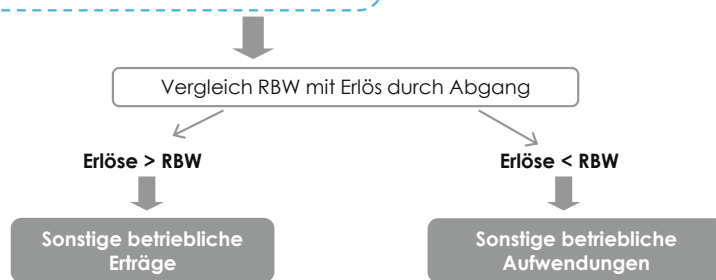 Vergleich RBW mit Erlös durch Abgang
Erlöse > RBW
Erlöse < RBW
Sonstige betriebliche
Erträge
Sonstige betriebliche
Aufwendungen